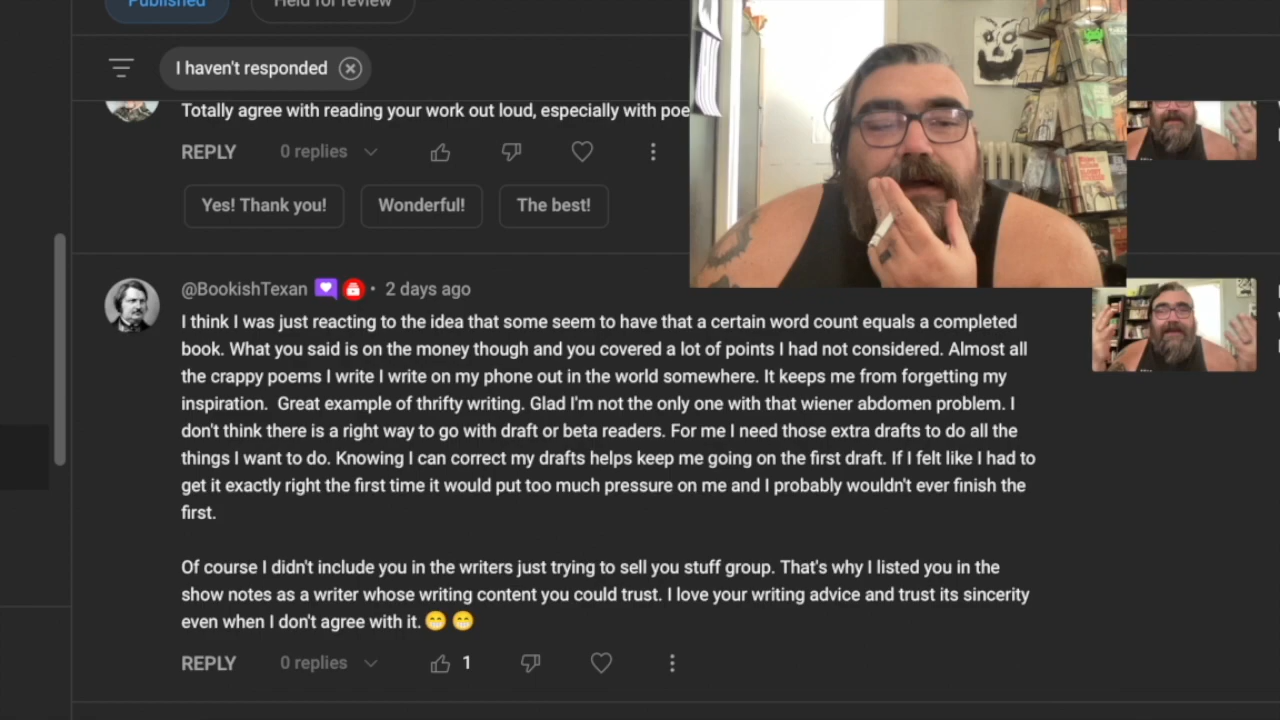 Published
Held for review
I haven't responded
Totally agree with reading your work out loud, especially with poe
REPLY 0 replies
Yes! Thank you! Wonderful! The best!
@BookishTexan • 2 days ago
I think I was just reacting to the idea that some seem to have that a certain word count equals a completed
book. What you said is on the money though and you covered a lot of points I had not considered. Almost all
the crappy poems I write I write on my phone out in the world somewhere. It keeps me from forgetting my
inspiration.  Great example of thrifty writing. Glad I'm not the only one with that wiener abdomen problem. I
don't think there is a right way to go with draft or beta readers. For me I need those extra drafts to do all the
things I want to do. Knowing I can correct my drafts helps keep me going on the first draft. If I felt like I had to
get it exactly right the first time it would put too much pressure on me and I probably wouldn't ever finish the
first.
Of course I didn't include you in the writers just trying to sell you stuff group. That's why I listed you in the
show notes as a writer whose writing content you could trust. I love your writing advice and trust its sincerity
even when I don't agree with it. 😁 😁
REPLY 0 replies 1